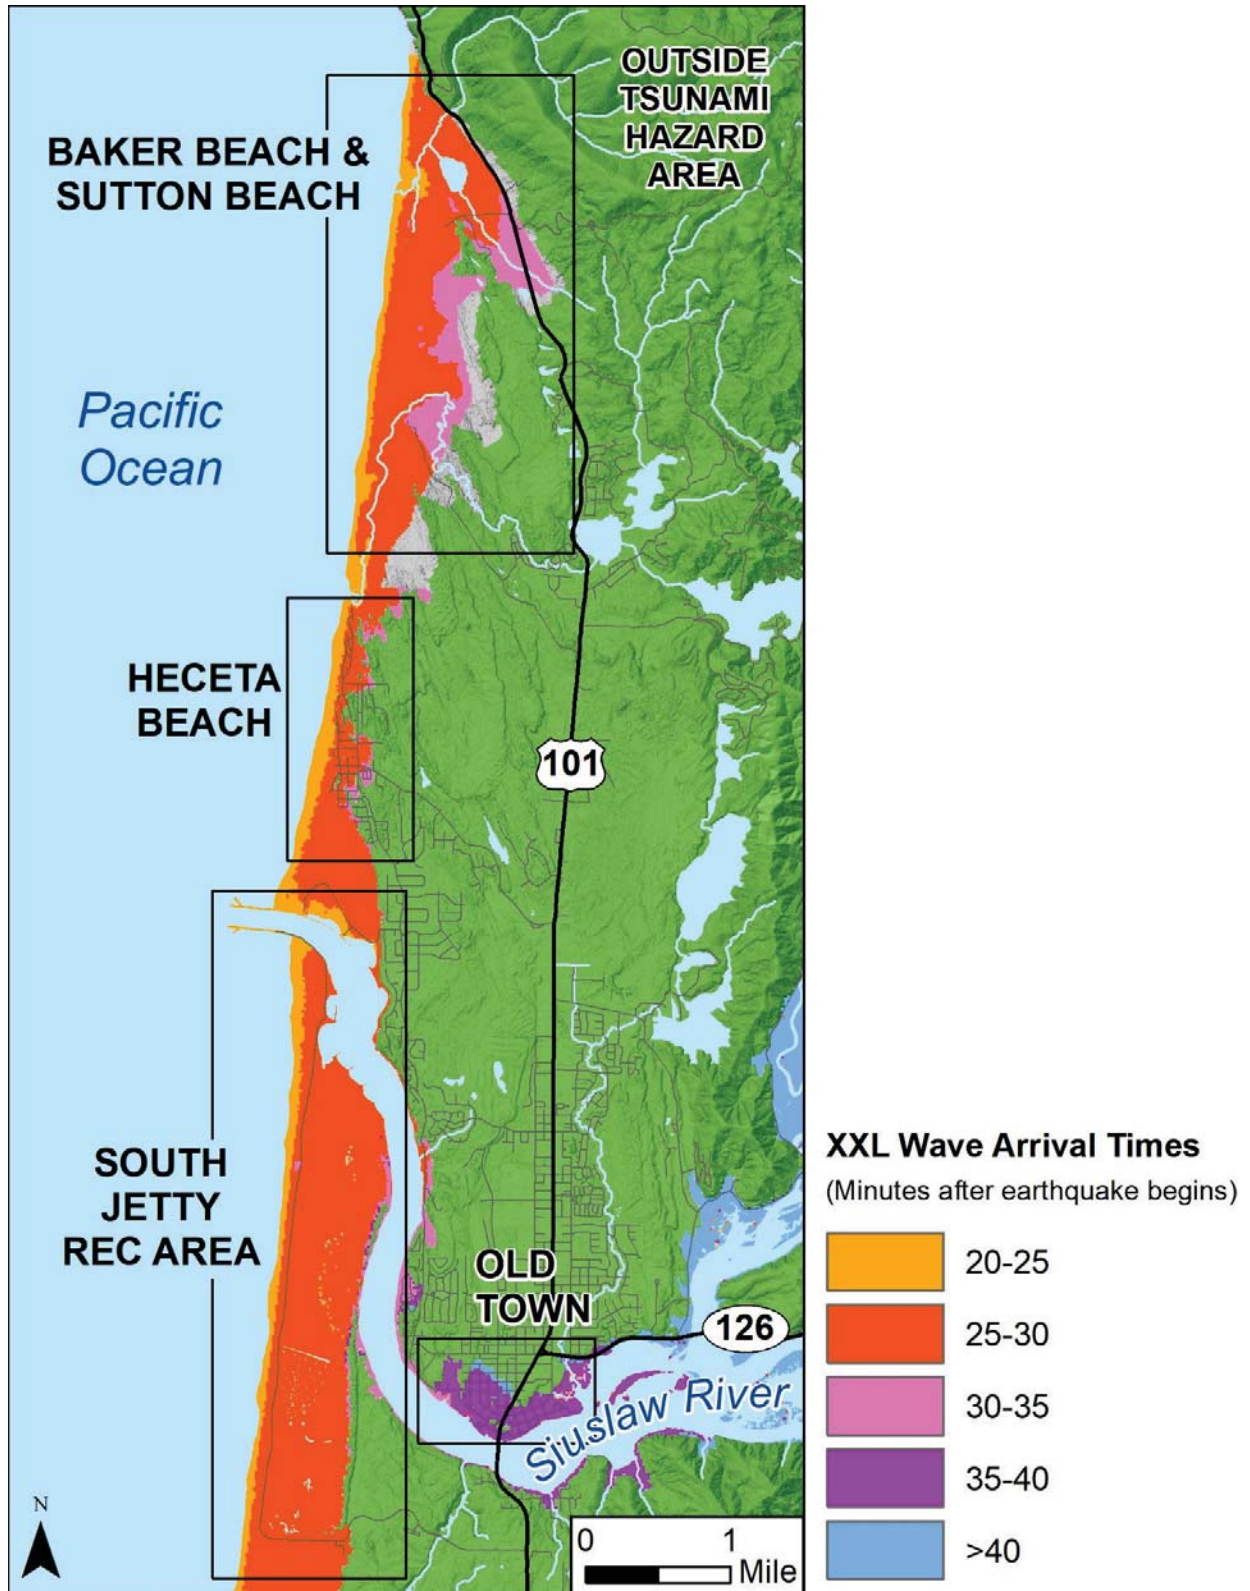 OUTSIDE
TSUNAMI
HAZARD
AREA
BAKER BEACH &
SUTTON BEACH
Pacific
Ocean
HECETA
BEACH
101
SOUTH
JETTY
REC AREA
OLD
TOWN
126
Siuslaw River
N
0 1
Mile
XXL Wave Arrival Times
(Minutes after earthquake begins)
20-25
25-30
30-35
35-40
>40